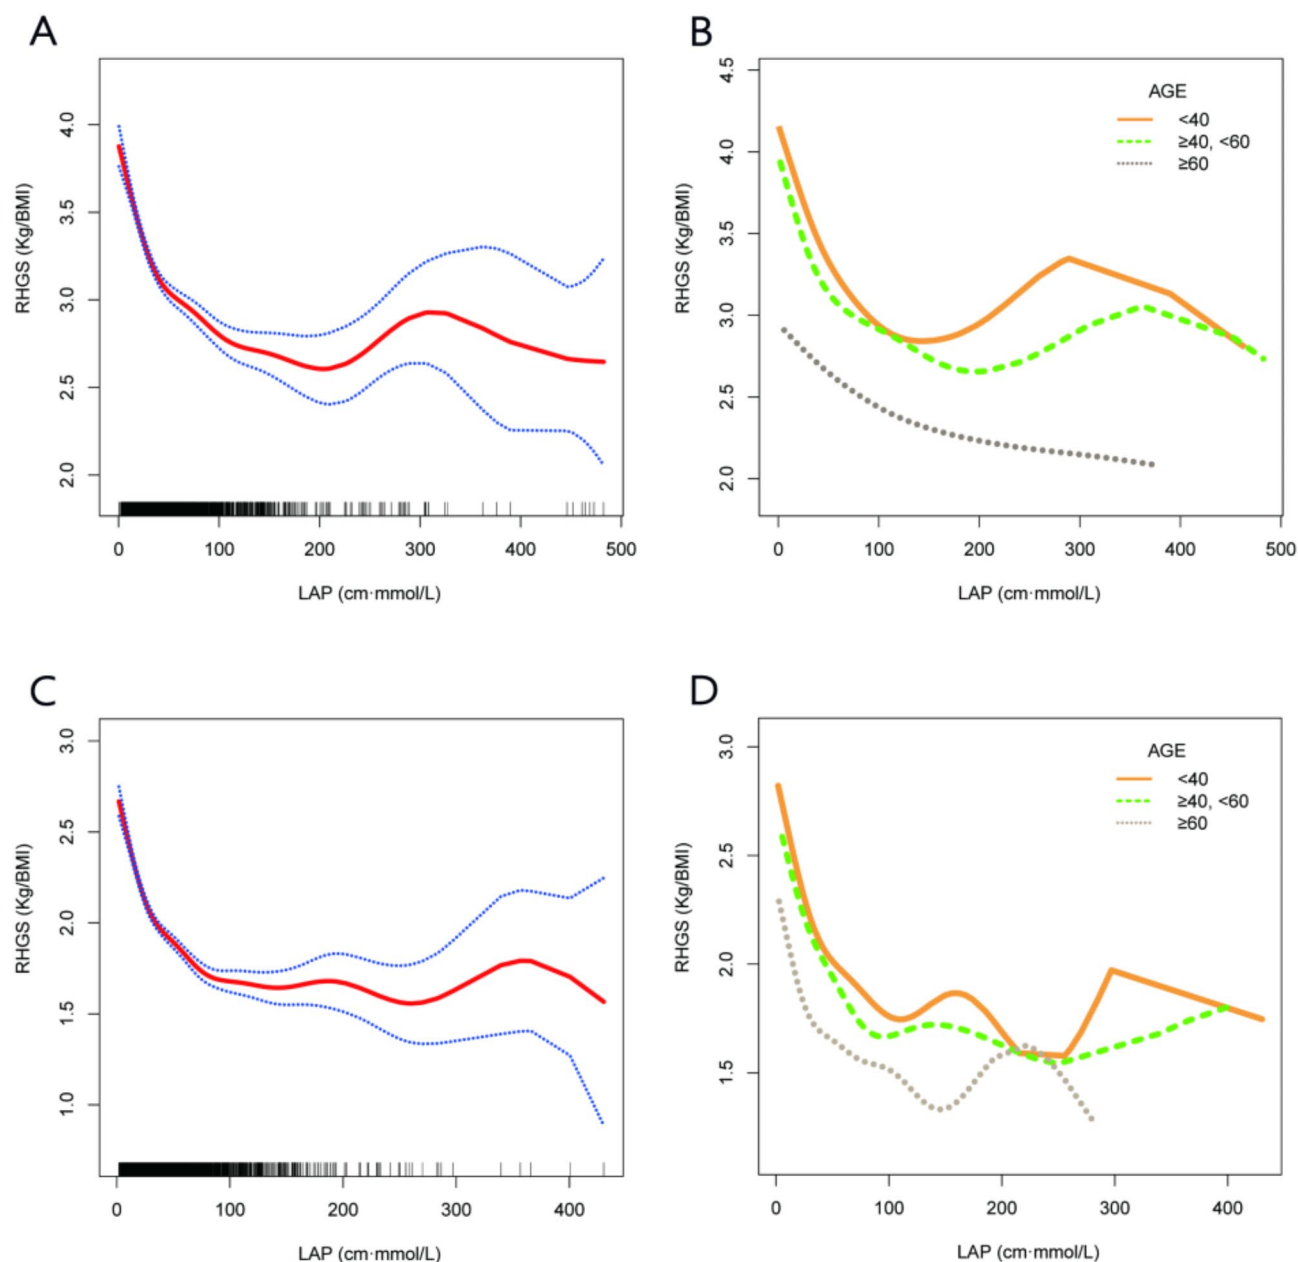 A
RHGS (Kg/BMI)
4.0
3.5
3.0
2.5
2.0
0 100 200 300 400 500
LAP (cm·mmol/L)
B
RHGS (Kg/BMI)
4.5
4.0
3.5
3.0
2.5
2.0
AGE
<40
≥40, <60
≥60
0 100 200 300 400 500
LAP (cm·mmol/L)
C
RHGS (Kg/BMI)
3.0
2.5
2.0
1.5
1.0
0 100 200 300 400
LAP (cm·mmol/L)
D
RHGS (Kg/BMI)
3.0
2.5
2.0
1.5
AGE
<40
≥40, <60
≥60
0 100 200 300 400
LAP (cm·mmol/L)